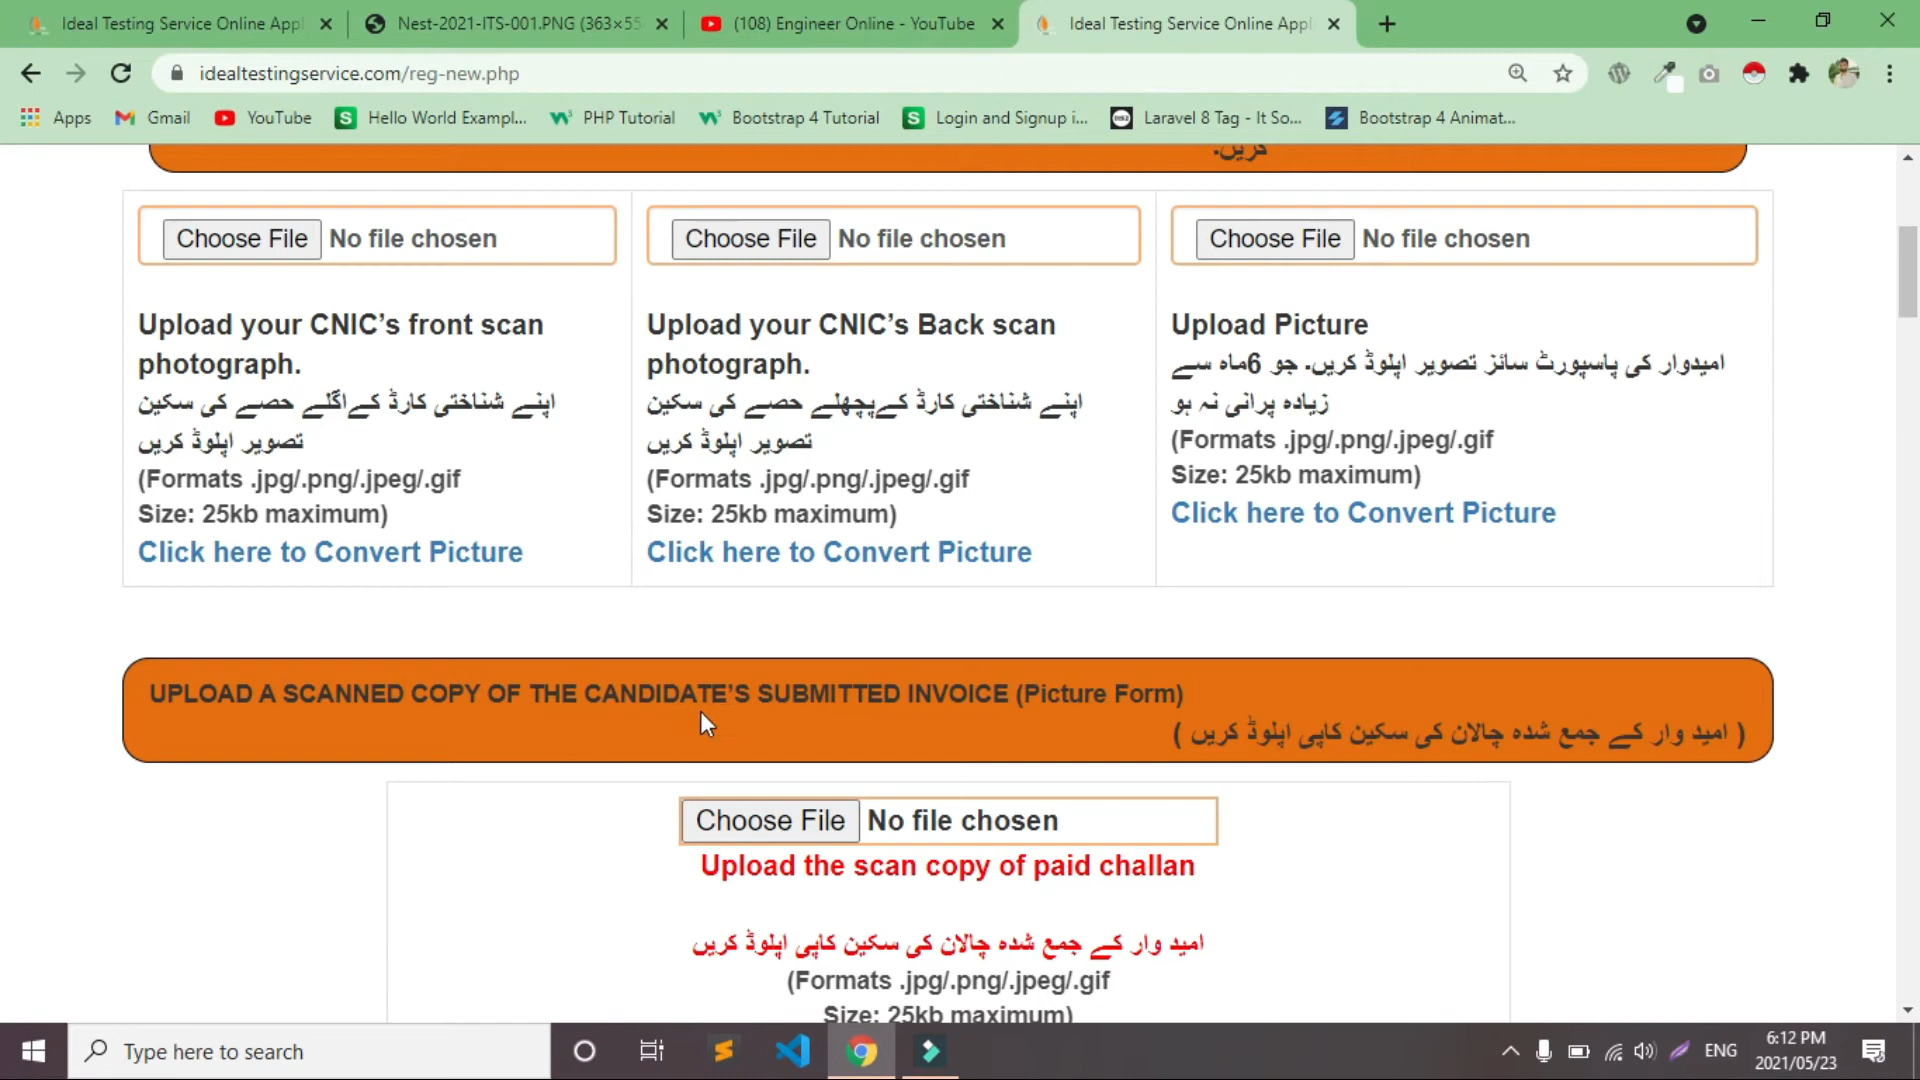 Ideal Testing Service Online Appl
Nest-2021-ITS-001.PNG (363×55
(108) Engineer Online - YouTube
Ideal Testing Service Online Appl
idealtestingservice.com/reg-new.php
Apps
Gmail
YouTube
Hello World Exampl...
PHP Tutorial
Bootstrap 4 Tutorial
Login and Signup i...
Laravel 8 Tag - It So...
Bootstrap 4 Animat...
کریں.
Choose File No file chosen
Upload your CNIC's front scan
photograph.
اپنے شناختی کارڈ کےاگلے حصے کی سکین
تصویر اپلوڈ کریں
(Formats .jpg/.png/.jpeg/.gif
Size: 25kb maximum)
Click here to Convert Picture
Choose File No file chosen
Upload your CNIC's Back scan
photograph.
اپنے شناختی کارڈ کےپچھلے حصے کی سکین
تصویر اپلوڈ کریں
(Formats .jpg/.png/.jpeg/.gif
Size: 25kb maximum)
Click here to Convert Picture
Choose File No file chosen
Upload Picture
امیدوار کی پاسپورٹ سائز تصویر اپلوڈ کریں. جو 6ماہ سے
زیادہ پرانی نہ ہو
(Formats .jpg/.png/.jpeg/.gif
Size: 25kb maximum)
Click here to Convert Picture
UPLOAD A SCANNED COPY OF THE CANDIDATE'S SUBMITTED INVOICE (Picture Form)
( امید وار کے جمع شدہ چالان کی سکین کاپی اپلوڈ کریں )
Choose File No file chosen
Upload the scan copy of paid challan
امید وار کے جمع شدہ چالان کی سکین کاپی اپلوڈ کریں
(Formats .jpg/.png/.jpeg/.gif
Size: 25kb maximum)
Type here to search
ENG
6:12 PM
2021/05/23